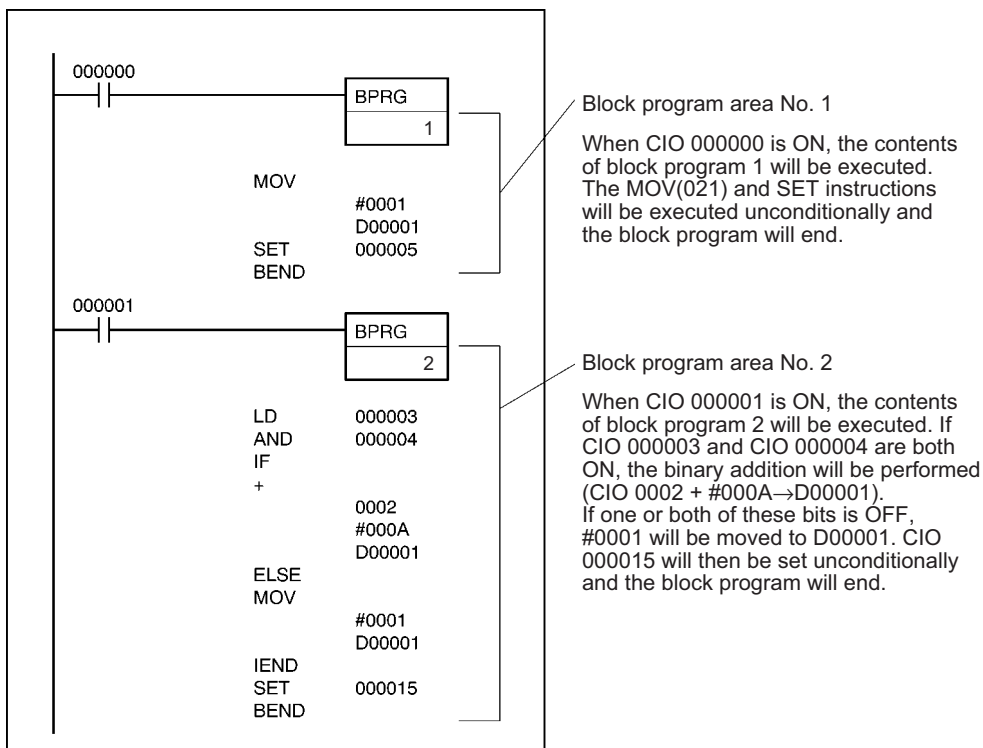 000000
BPRG
1
MOV
#0001
D00001
SET 000005
BEND
Block program area No. 1
When CIO 000000 is ON, the contents
of block program 1 will be executed.
The MOV(021) and SET instructions
will be executed unconditionally and
the block program will end.
000001
BPRG
2
LD 000003
AND 000004
IF
+
0002
#000A
D00001
ELSE
MOV
#0001
D00001
IEND
SET 000015
BEND
Block program area No. 2
When CIO 000001 is ON, the contents
of block program 2 will be executed. If
CIO 000003 and CIO 000004 are both
ON, the binary addition will be performed
(CIO 0002 + #000A→D00001).
If one or both of these bits is OFF,
#0001 will be moved to D00001. CIO
000015 will then be set unconditionally
and the block program will end.